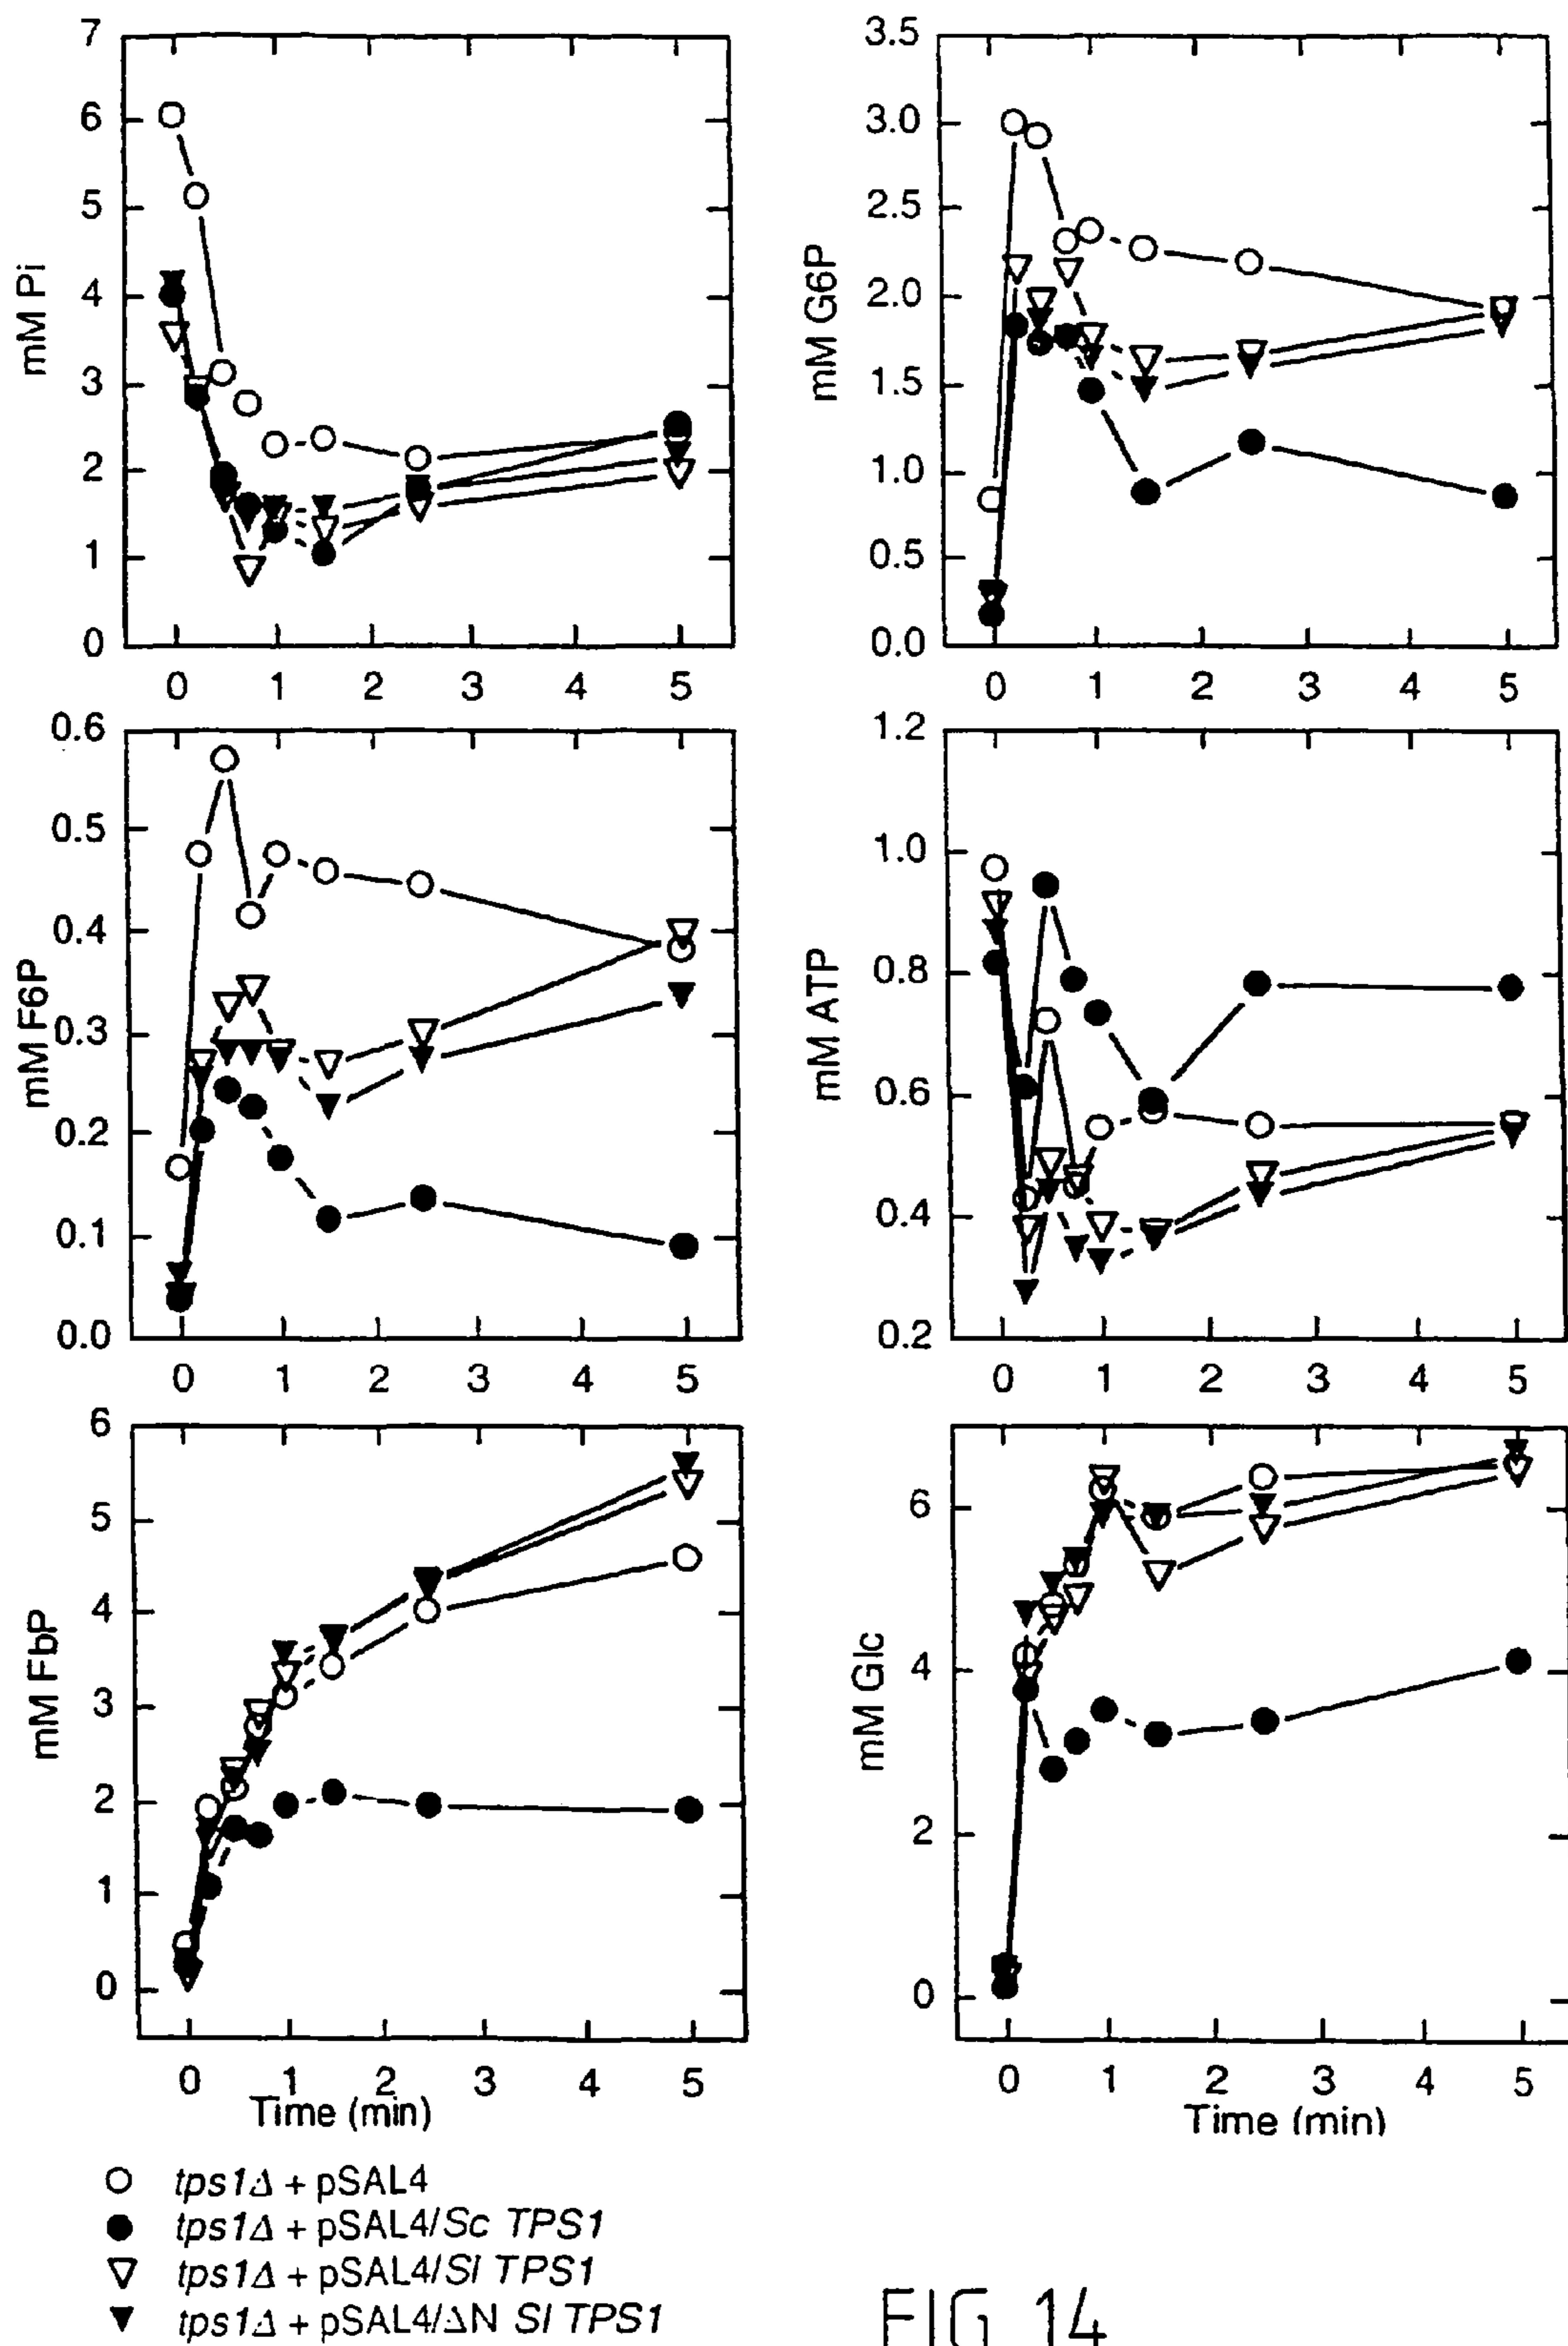 7
6
5
4
3
2
1
0
mM Pi
0 1 2 3 4 5
3.5
3.0
2.5
2.0
1.5
1.0
0.5
0.0
mM G6P
0 1 2 3 4 5
0.6
0.5
0.4
0.3
0.2
0.1
0.0
mM F6P
0 1 2 3 4 5
1.2
1.0
0.8
0.6
0.4
0.2
mM ATP
0 1 2 3 4 5
6
5
4
3
2
1
0
mM FbP
0 1 2 3 4 5
Time (min)
6
4
2
0
mM Glc
0 1 2 3 4 5
Time (min)
tps1Δ + pSAL4
tps1Δ + pSAL4/Sc TPS1
tps1Δ + pSAL4/Sl TPS1
tps1Δ + pSAL4/ΔN Sl TPS1
FIG 14